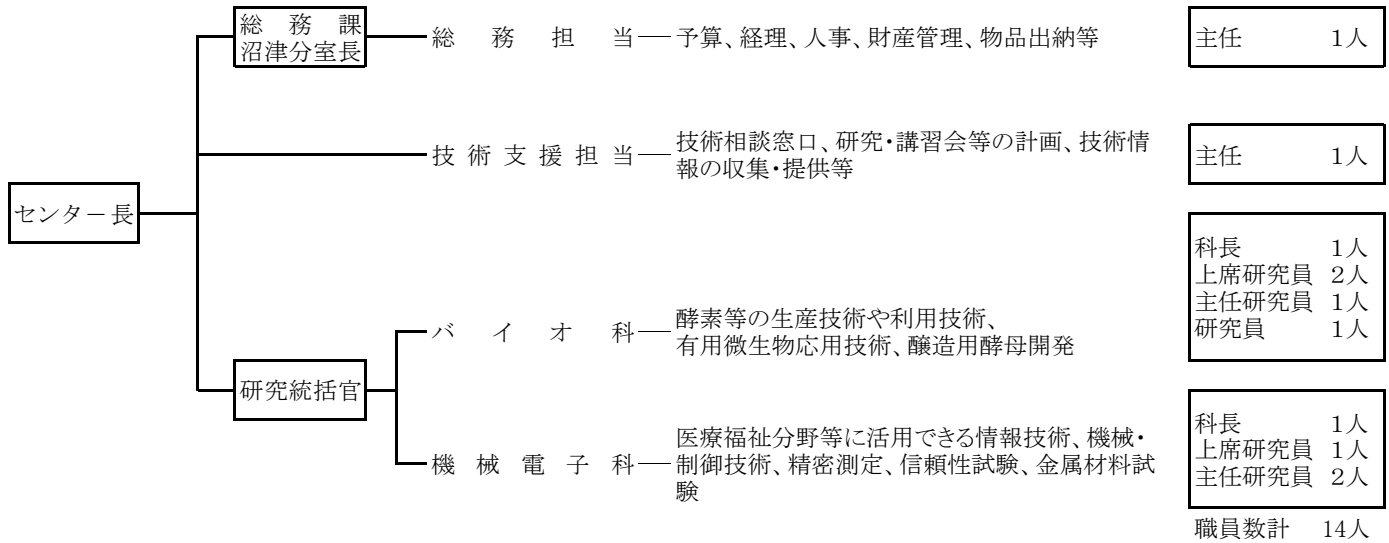 センター長
総務課
沼津分室長
総務担当
予算、経理、人事、財産管理、物品出納等
主任 1人
技術支援担当
技術相談窓口、研究・講習会等の計画、技術情
報の収集・提供等
主任 1人
研究統括官
バイオ科
酵素等の生産技術や利用技術、
有用微生物応用技術、醸造用酵母開発
科長 1人
上席研究員 2人
主任研究員 1人
研究員 1人
機械電子科
医療福祉分野等に活用できる情報技術、機械・
制御技術、精密測定、信頼性試験、金属材料試
験
科長 1人
上席研究員 1人
主任研究員 2人
職員数計 14人